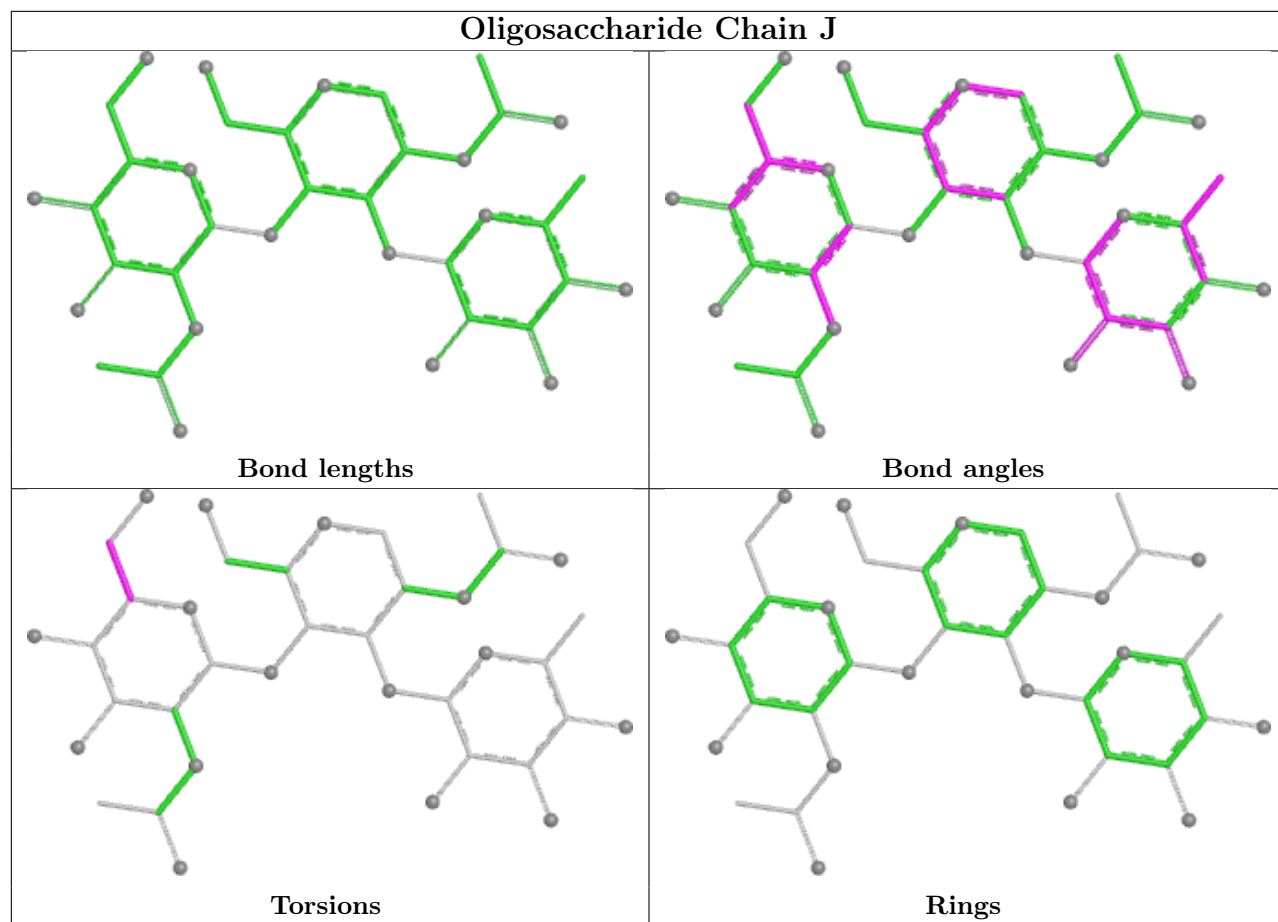 Oligosaccharide Chain J
Bond lengths
Bond angles
Torsions
Rings